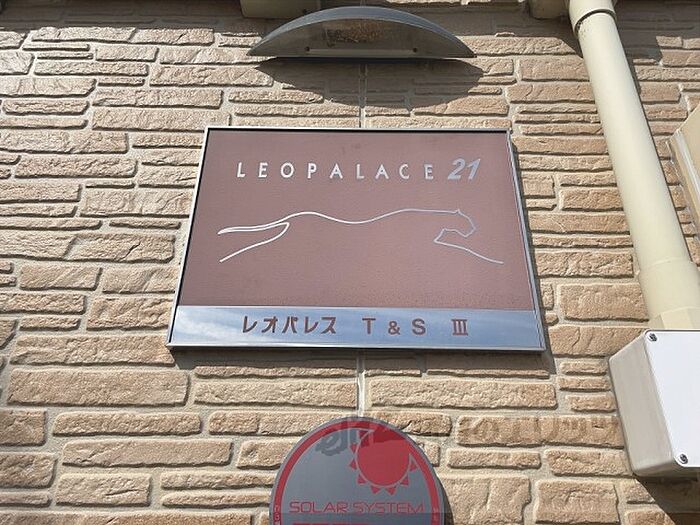 LEOPALACE 21
レオパレス T & S Ⅲ
SOLAR SYSTEM